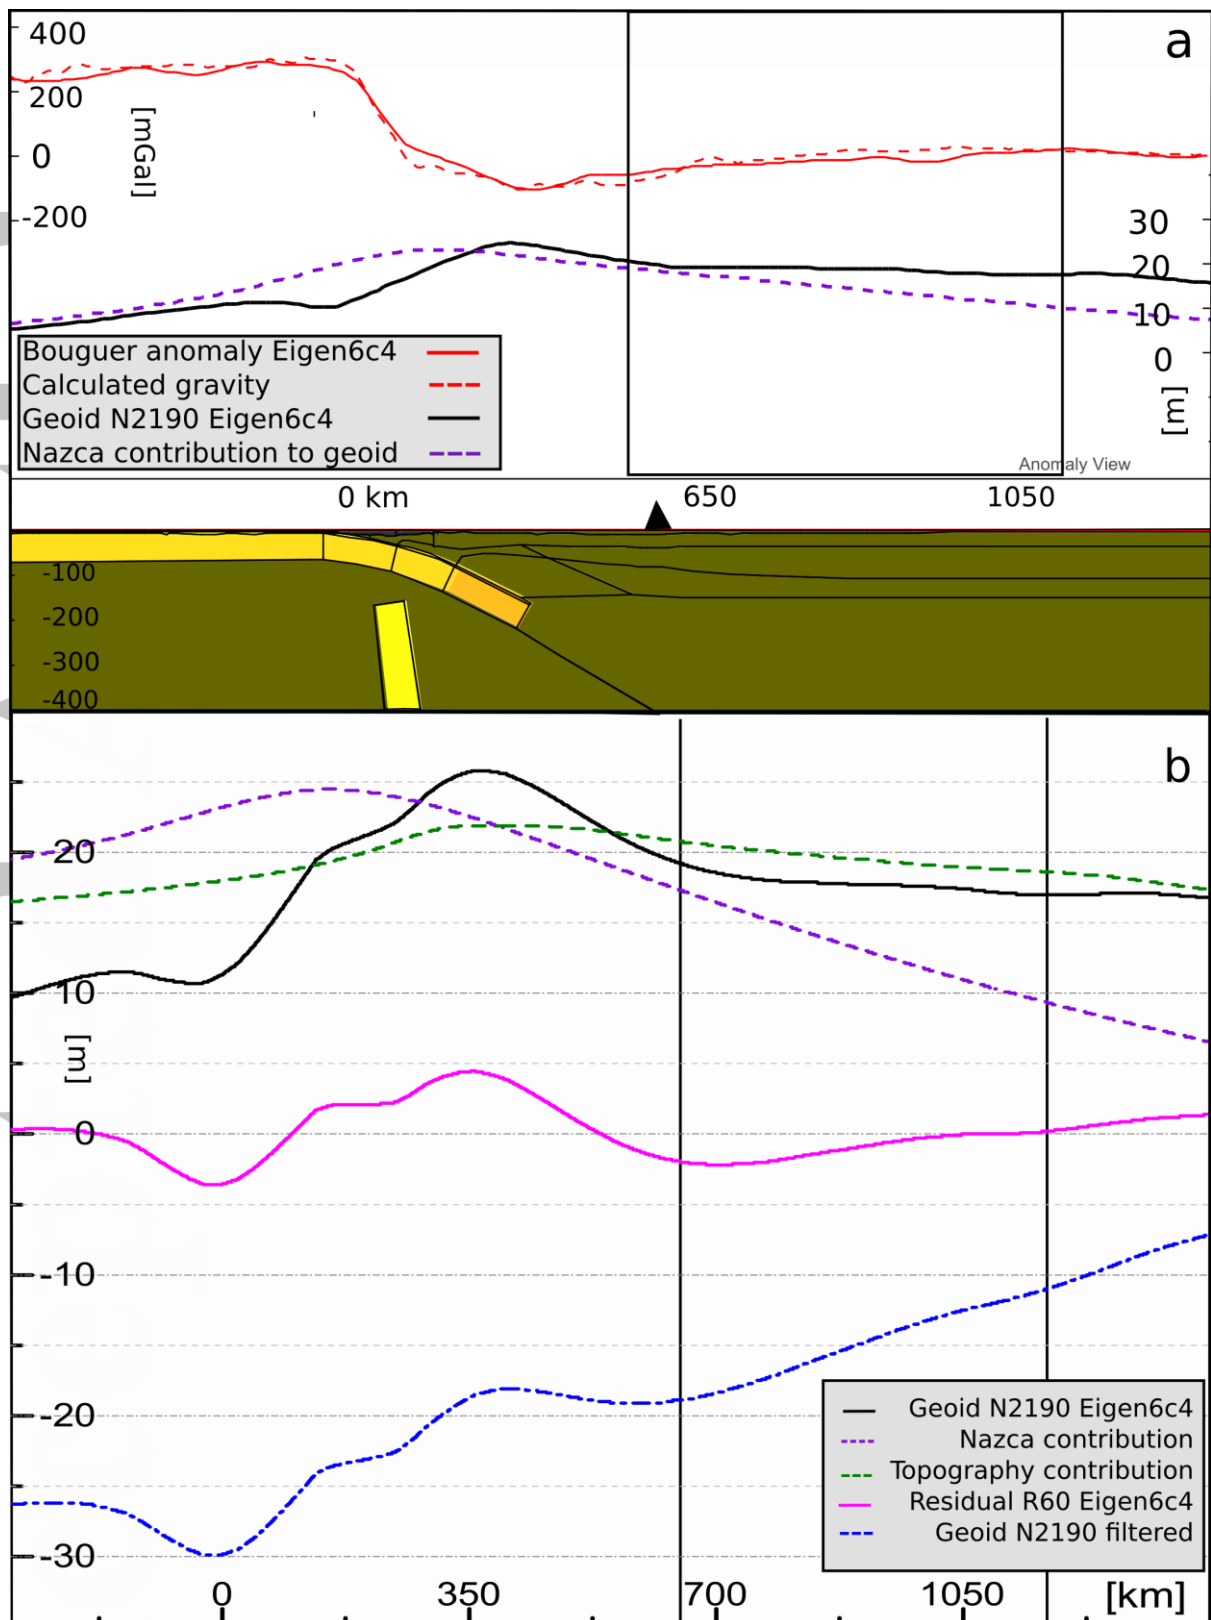 a
400
200
0
-200
[mGal]
30
20
10
0
[m]
Bouguer anomaly Eigen6c4
Calculated gravity
Geoid N2190 Eigen6c4
Nazca contribution to geoid
Anomaly View
0 km 650 1050
-100
-200
-300
-400
b
20
10
[m]
0
-10
-20
-30
Geoid N2190 Eigen6c4
Nazca contribution
Topography contribution
Residual R60 Eigen6c4
Geoid N2190 filtered
0 350 700 1050 [km]